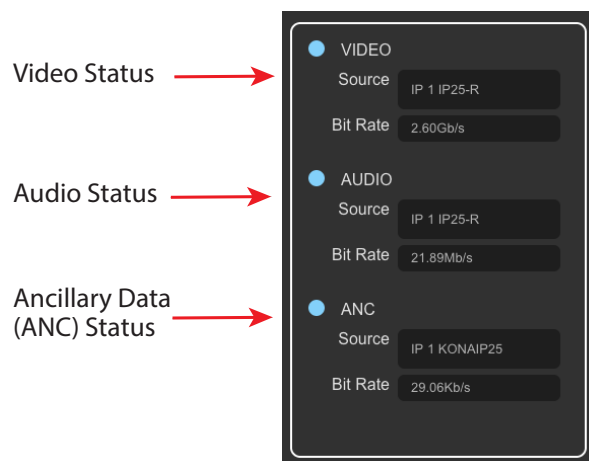 Video Status
VIDEO
Source IP 1 IP25-R
Bit Rate 2.60Gb/s
Audio Status
AUDIO
Source IP 1 IP25-R
Bit Rate 21.89Mb/s
Ancillary Data
(ANC) Status
ANC
Source IP 1 KONAIP25
Bit Rate 29.06Kb/s